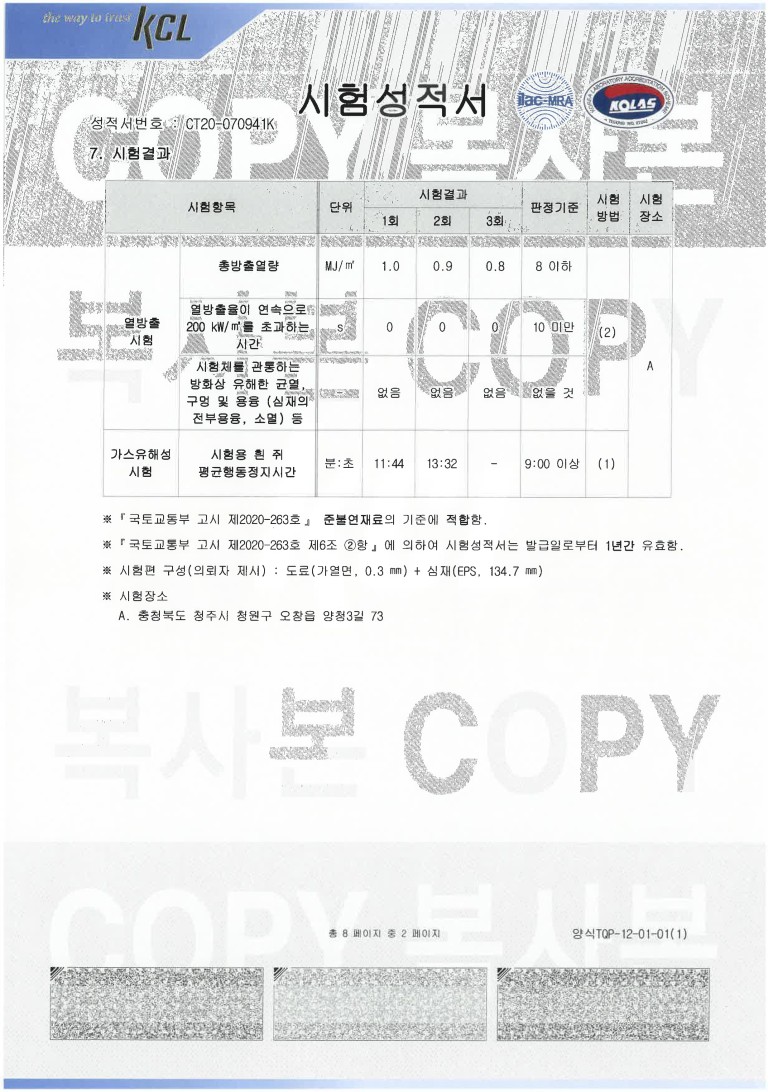 the way to trust KCL
시험성적서
ilac-MRA
KOLAS
성적서번호 : CT20-070941K
7. 시험결과
시험항목 단위 시험결과 판정기준 시험방법 시험장소
1회 2회 3회
총방출열량 MJ/㎡ 1.0 0.9 0.8 8 이하
열방출 시험
열방출율이 연속으로
200 kW/㎡를 초과하는
시간
s 0 0 0 10 미만 (2)
A
시험체를 관통하는
방화상 유해한 균열,
구멍 및 용융 (심재의
전부용융, 소멸) 등
- 없음 없음 없음 없을 것
가스유해성 시험
시험용 흰 쥐
평균행동정지시간
분:초 11:44 13:32 - 9:00 이상 (1)
※『국토교통부 고시 제2020-263호』 준불연재료의 기준에 적합함.
※『국토교통부 고시 제2020-263호 제6조 ②항』에 의하여 시험성적서는 발급일로부터 1년간 유효함.
※ 시험편 구성(의뢰자 제시) : 도료(가열면, 0.3 ㎜) + 심재(EPS, 134.7 ㎜)
※ 시험장소
A. 충청북도 청주시 청원구 오창읍 양청3길 73
COPY 복사본
복사본 COPY
복사본 COPY
COPY 복사본
총 8 페이지 중 2 페이지
양식TQP-12-01-01(1)